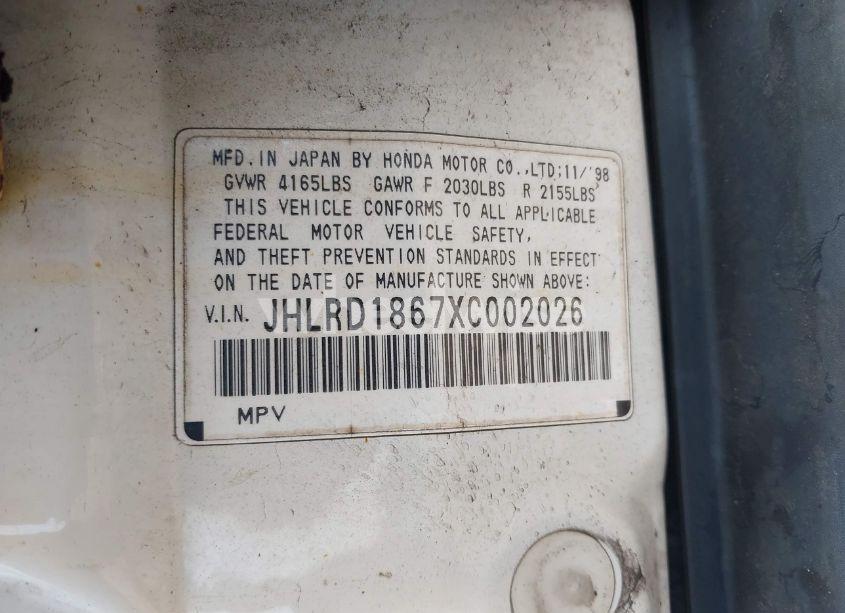 MFD. IN JAPAN BY HONDA MOTOR CO.,LTD;11/'98
GVWR 4165LBS GAWR F 2030LBS R 2155LBS
THIS VEHICLE CONFORMS TO ALL APPLICABLE
FEDERAL MOTOR VEHICLE SAFETY,
AND THEFT PREVENTION STANDARDS IN EFFECT
ON THE DATE OF MANUFACTURE SHOWN ABOVE:
V.I.N. JHLRD1867XC002026
MPV